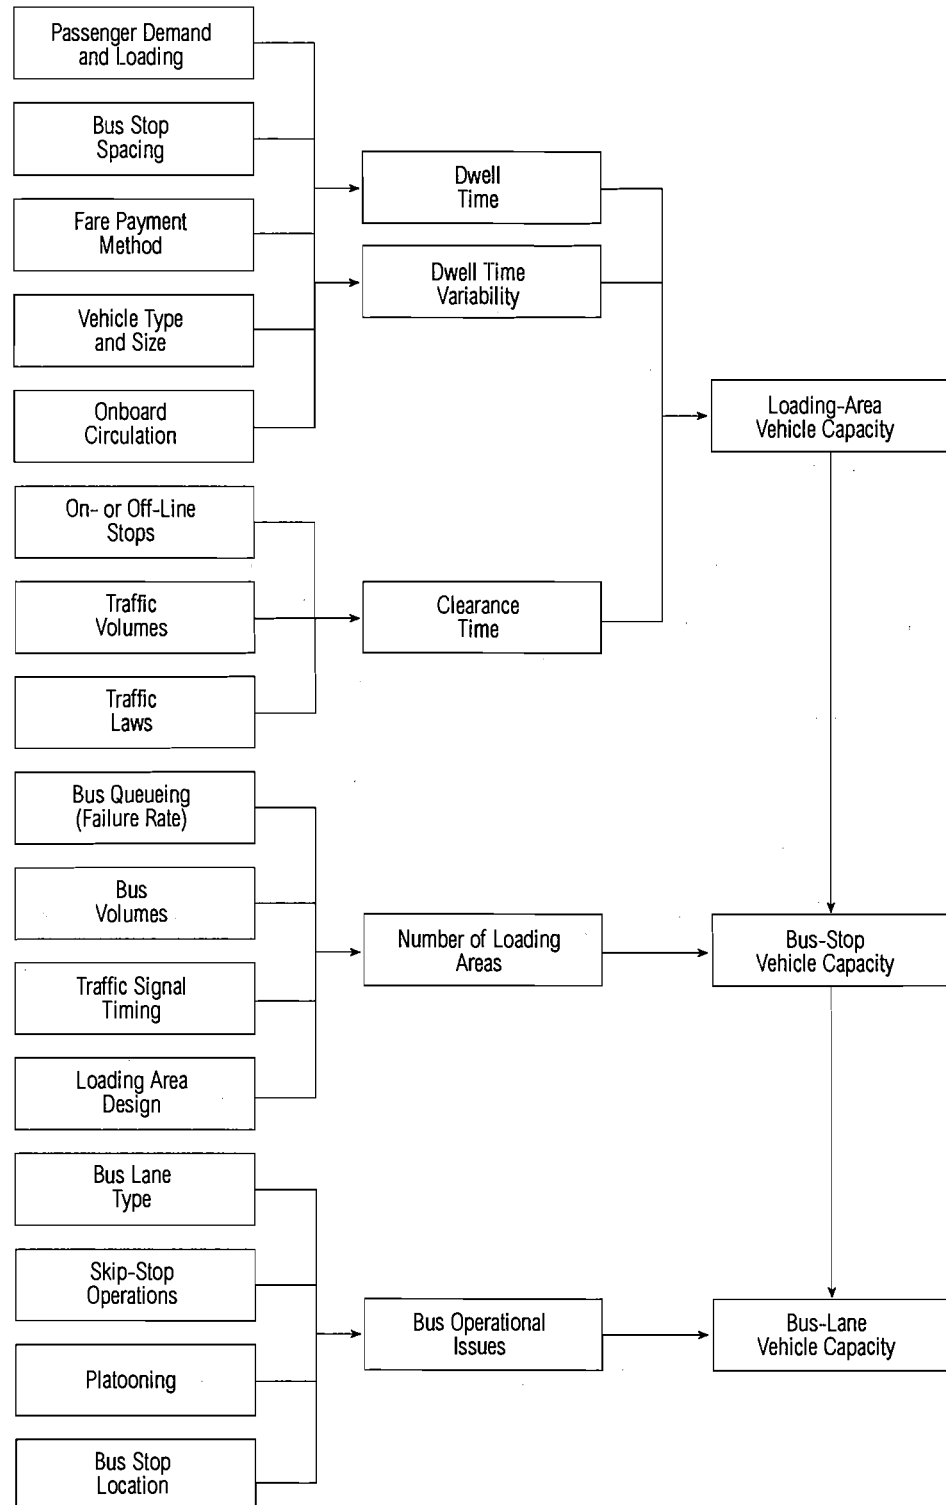 Passenger Demand
and Loading
Bus Stop
Spacing
Fare Payment
Method
Vehicle Type
and Size
Onboard
Circulation
On- or Off-Line
Stops
Traffic
Volumes
Traffic
Laws
Bus Queueing
(Failure Rate)
Bus
Volumes
Traffic Signal
Timing
Loading Area
Design
Bus Lane
Type
Skip-Stop
Operations
Platooning
Bus Stop
Location
Dwell
Time
Dwell Time
Variability
Clearance
Time
Number of Loading
Areas
Bus Operational
Issues
Loading-Area
Vehicle Capacity
Bus-Stop
Vehicle Capacity
Bus-Lane
Vehicle Capacity